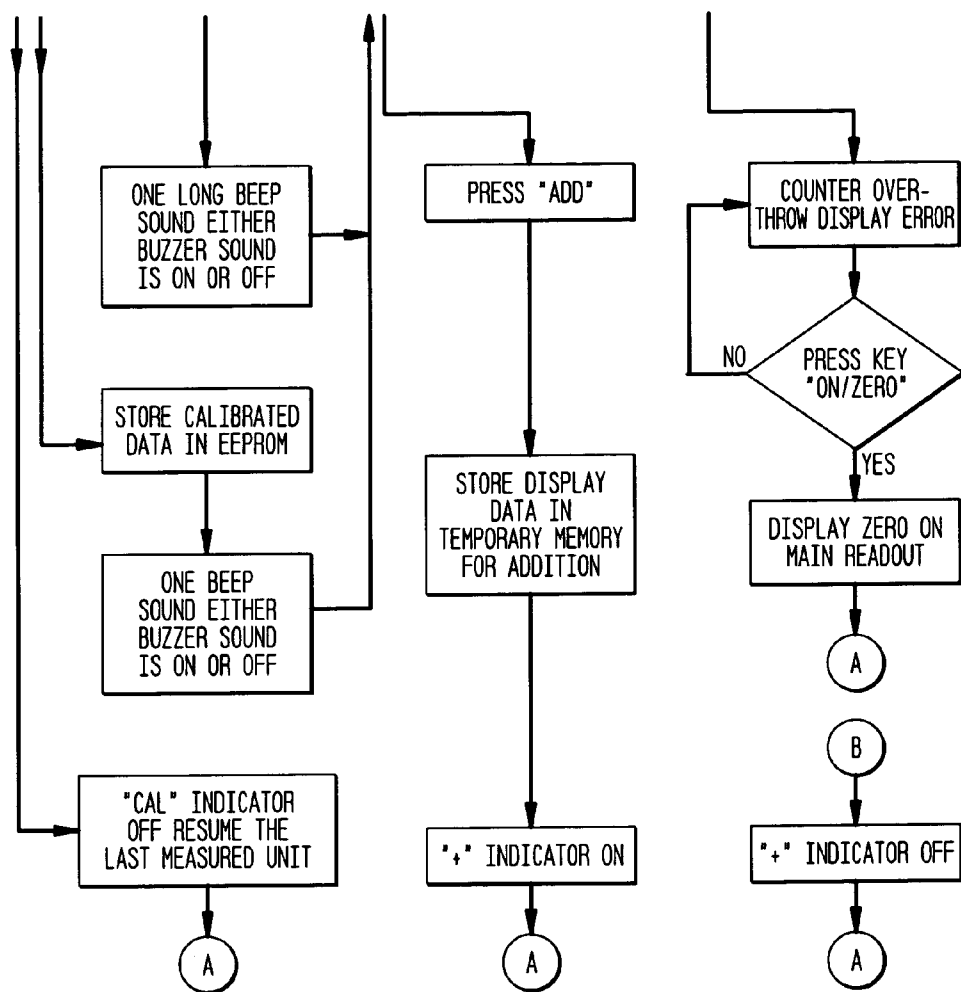 ONE LONG BEEP
SOUND EITHER
BUZZER SOUND
IS ON OR OFF
STORE CALIBRATED
DATA IN EEPROM
ONE BEEP
SOUND EITHER
BUZZER SOUND
IS ON OR OFF
"CAL" INDICATOR
OFF RESUME THE
LAST MEASURED UNIT
A
PRESS "ADD"
STORE DISPLAY
DATA IN
TEMPORARY MEMORY
FOR ADDITION
"+" INDICATOR ON
A
COUNTER OVER-
THROW DISPLAY ERROR
NO
PRESS KEY
"ON/ZERO"
YES
DISPLAY ZERO ON
MAIN READOUT
A
B
"+" INDICATOR OFF
A